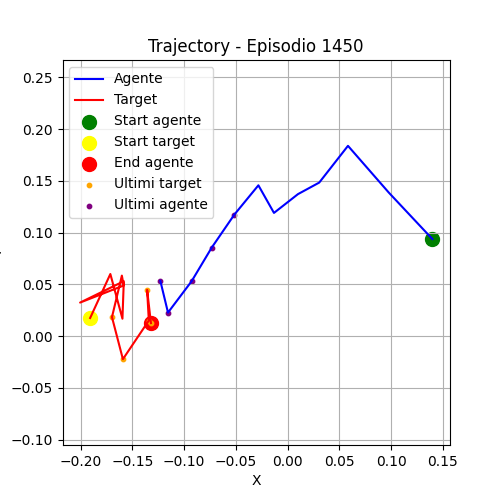 Trajectory - Episodio 1450
Agente
Target
Start agente
Start target
End agente
Ultimi target
Ultimi agente
0.25
0.20
0.15
0.10
0.05
0.00
−0.05
−0.10
−0.20
−0.15
−0.10
−0.05
0.00
0.05
0.10
0.15
X